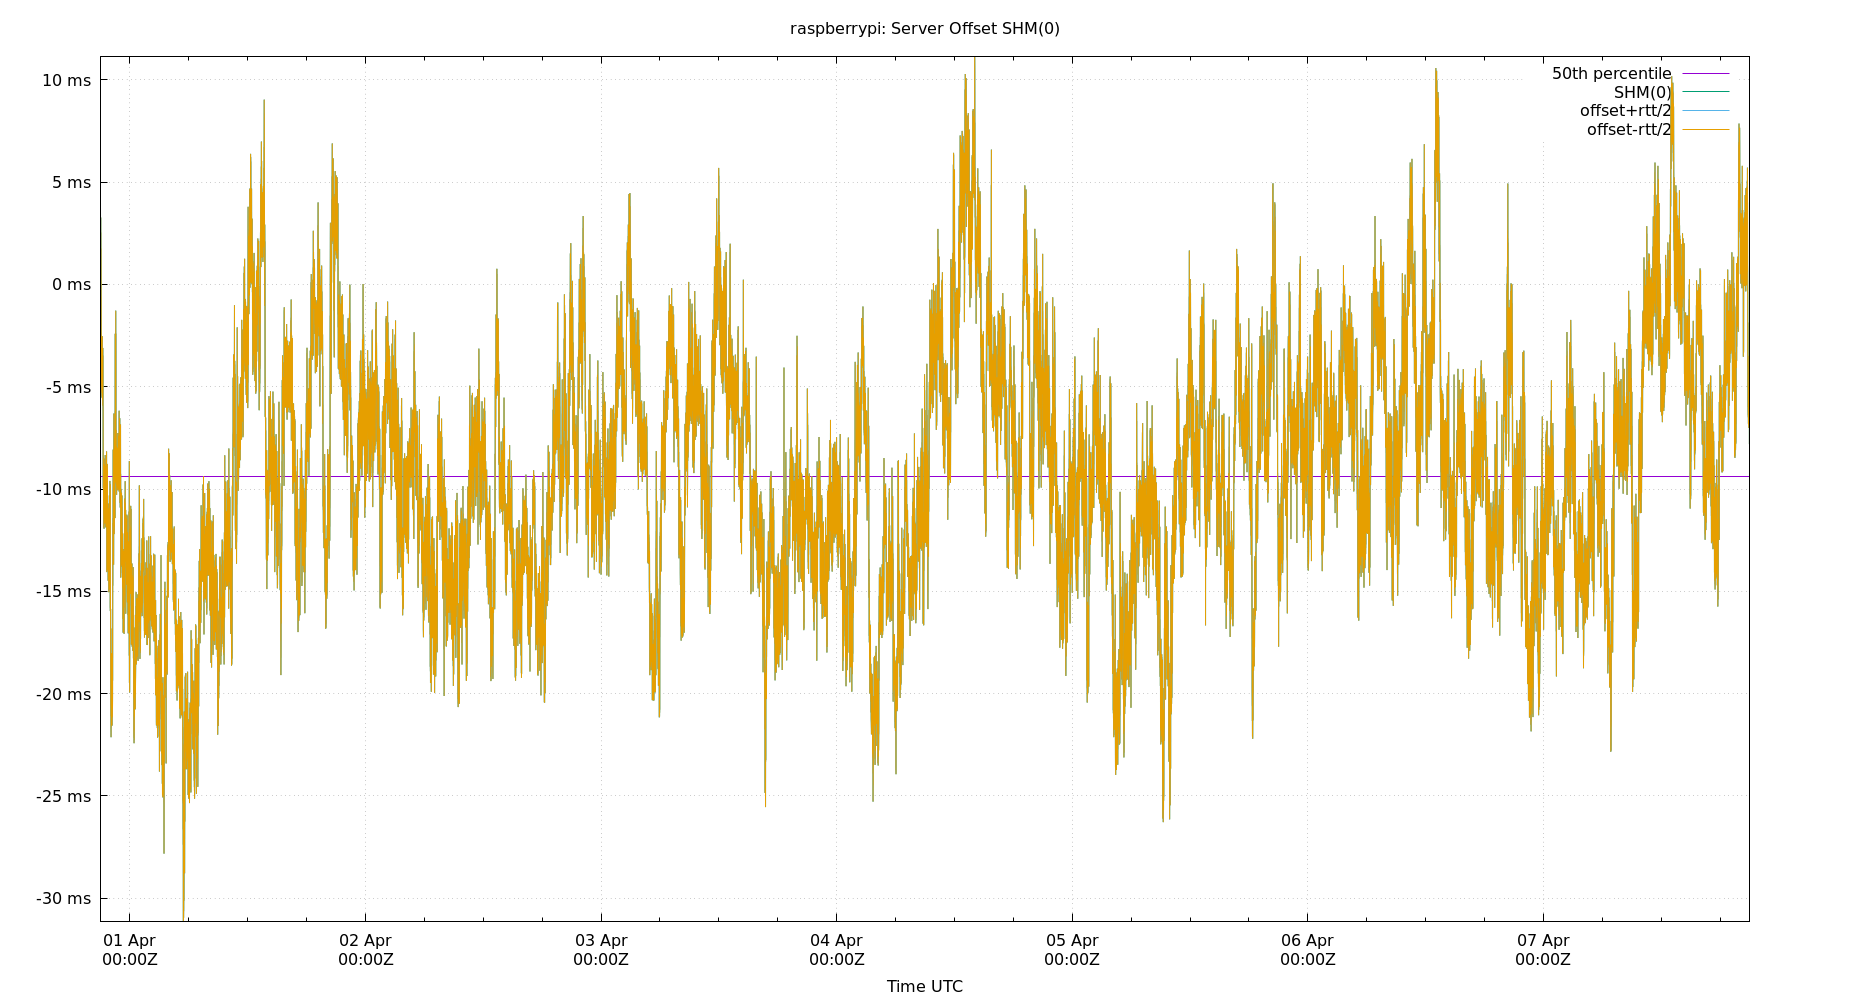 raspberrypi: Server Offset SHM(0)
10 ms
5 ms
0 ms
-5 ms
-10 ms
-15 ms
-20 ms
-25 ms
-30 ms
50th percentile
SHM(0)
offset+rtt/2
offset-rtt/2
01 Apr 02 Apr 03 Apr 04 Apr 05 Apr 06 Apr 07 Apr
00:00Z 00:00Z 00:00Z 00:00Z 00:00Z 00:00Z 00:00Z
Time UTC